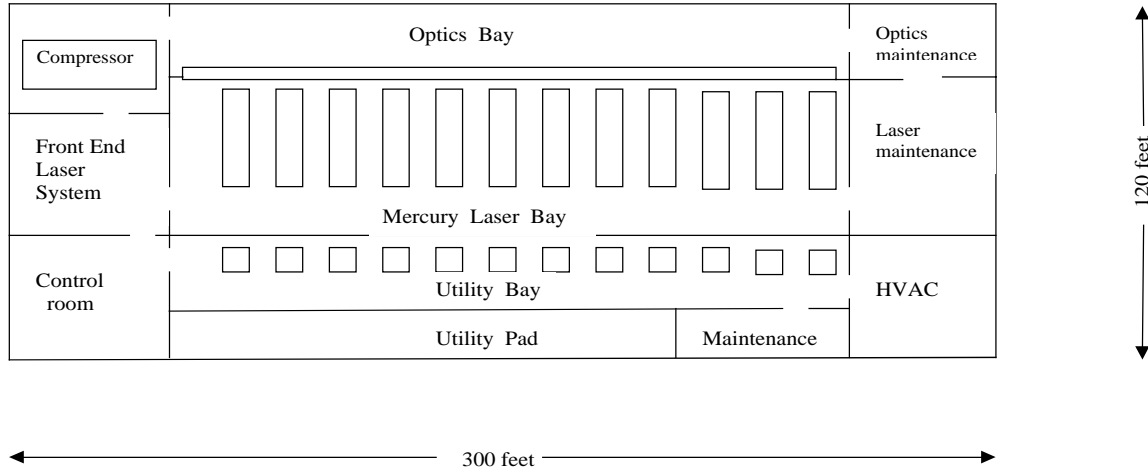 Optics Bay
Compressor
Optics
maintenance
Front End
Laser
System
Laser
maintenance
Mercury Laser Bay
Control
room
Utility Bay
HVAC
Utility Pad
Maintenance
120 feet
300 feet